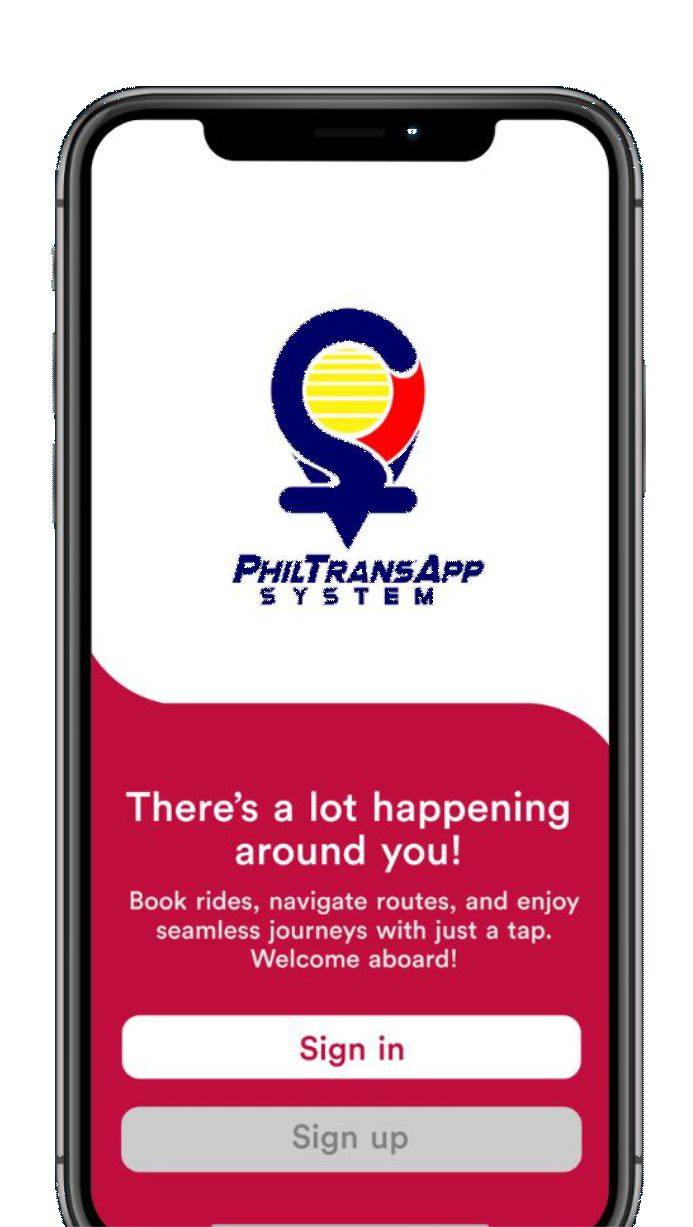 PHILTRANSAPP
SYSTEM
There's a lot happening
around you!
Book rides, navigate routes, and enjoy
seamless journeys with just a tap.
Welcome aboard!
Sign in
Sign up